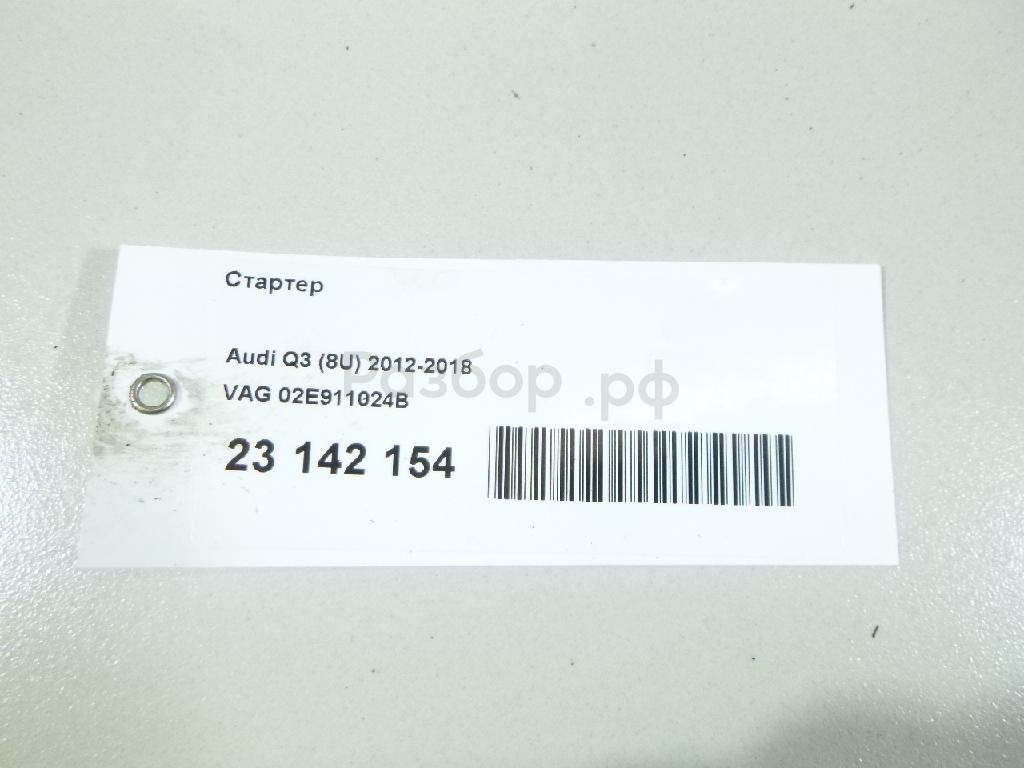 Стартер
Audi Q3 (8U) 2012-2018
Разбор.рф
VAG 02E911024B
23 142 154